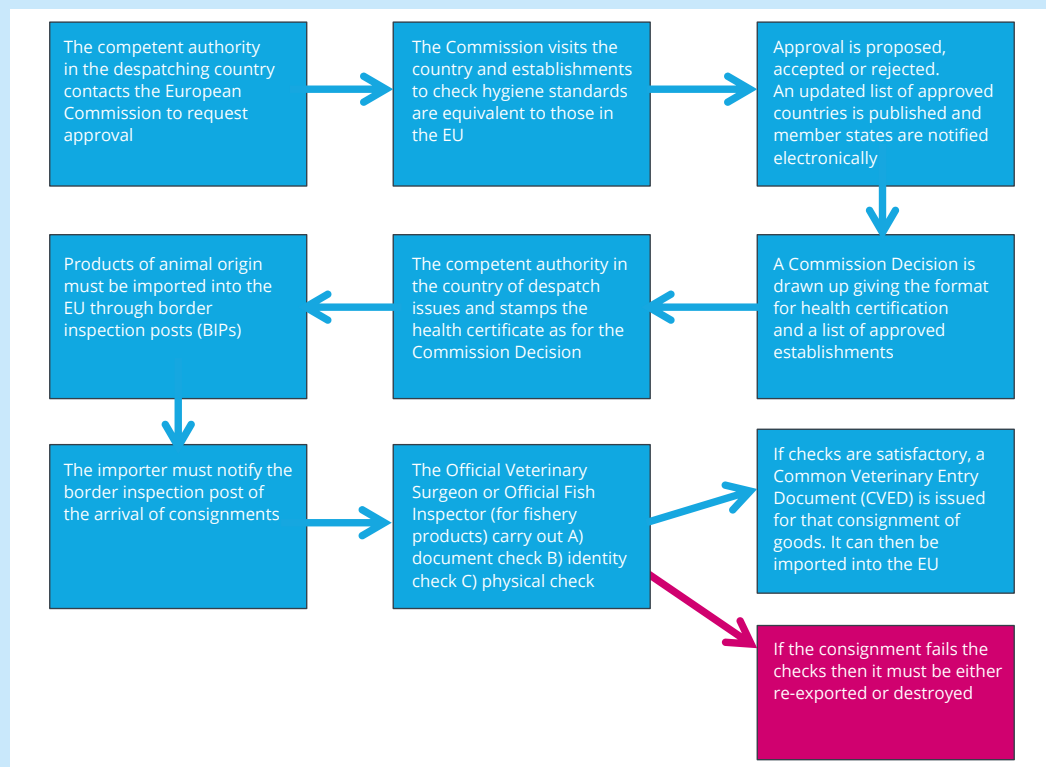 The competent authority
in the despatching country
contacts the European
Commission to request
approval
The Commission visits the
country and establishments
to check hygiene standards
are equivalent to those in
the EU
Approval is proposed,
accepted or rejected.
An updated list of approved
countries is published and
member states are notified
electronically
A Commission Decision is
drawn up giving the format
for health certification
and a list of approved
establishments
The competent authority in
the country of despatch
issues and stamps the
health certificate as for the
Commission Decision
Products of animal origin
must be imported into the
EU through border
inspection posts (BIPs)
The importer must notify the
border inspection post of
the arrival of consignments
The Official Veterinary
Surgeon or Official Fish
Inspector (for fishery
products) carry out A)
document check B) identity
check C) physical check
If checks are satisfactory, a
Common Veterinary Entry
Document (CVED) is issued
for that consignment of
goods. It can then be
imported into the EU
If the consignment fails the
checks then it must be either
re-exported or destroyed